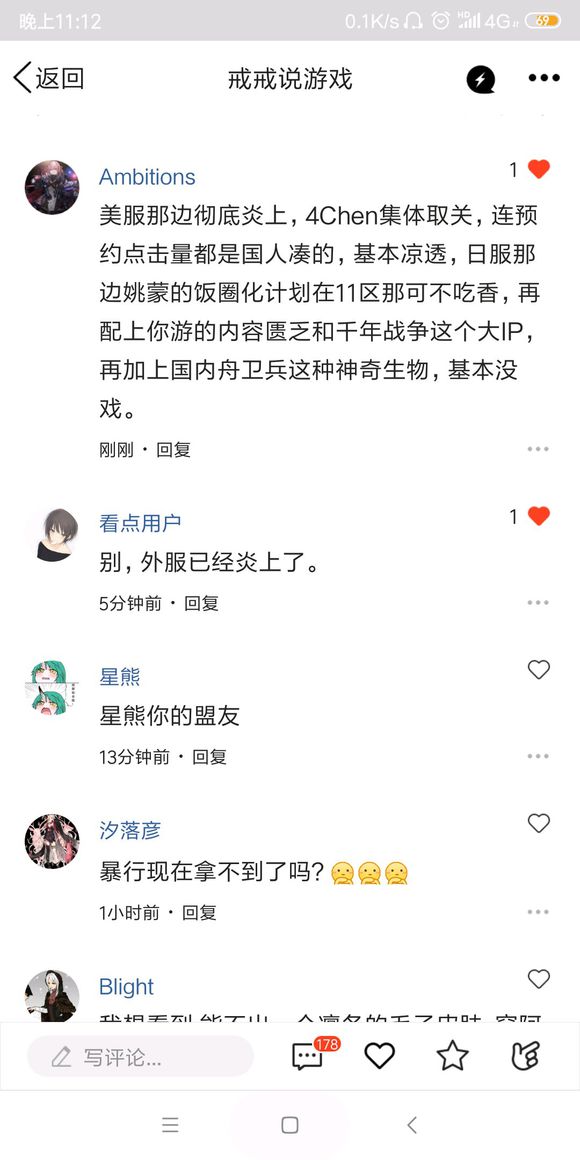 晚上11:12
0.1K/s
HD
4G
69
返回
戒戒说游戏
Ambitions
1
美服那边彻底炎上，4Chen集体取关，连预
约点击量都是国人凑的，基本凉透，日服那
边姚蒙的饭圈化计划在11区那可不吃香，再
配上你游的内容匮乏和千年战争这个大IP，
再加上国内舟卫兵这种神奇生物，基本没
戏。
刚刚・回复
看点用户
1
别，外服已经炎上了。
5分钟前・回复
星熊
星熊你的盟友
13分钟前・回复
汐落彦
暴行现在拿不到了吗?
1小时前・回复
Blight
写评论...
178